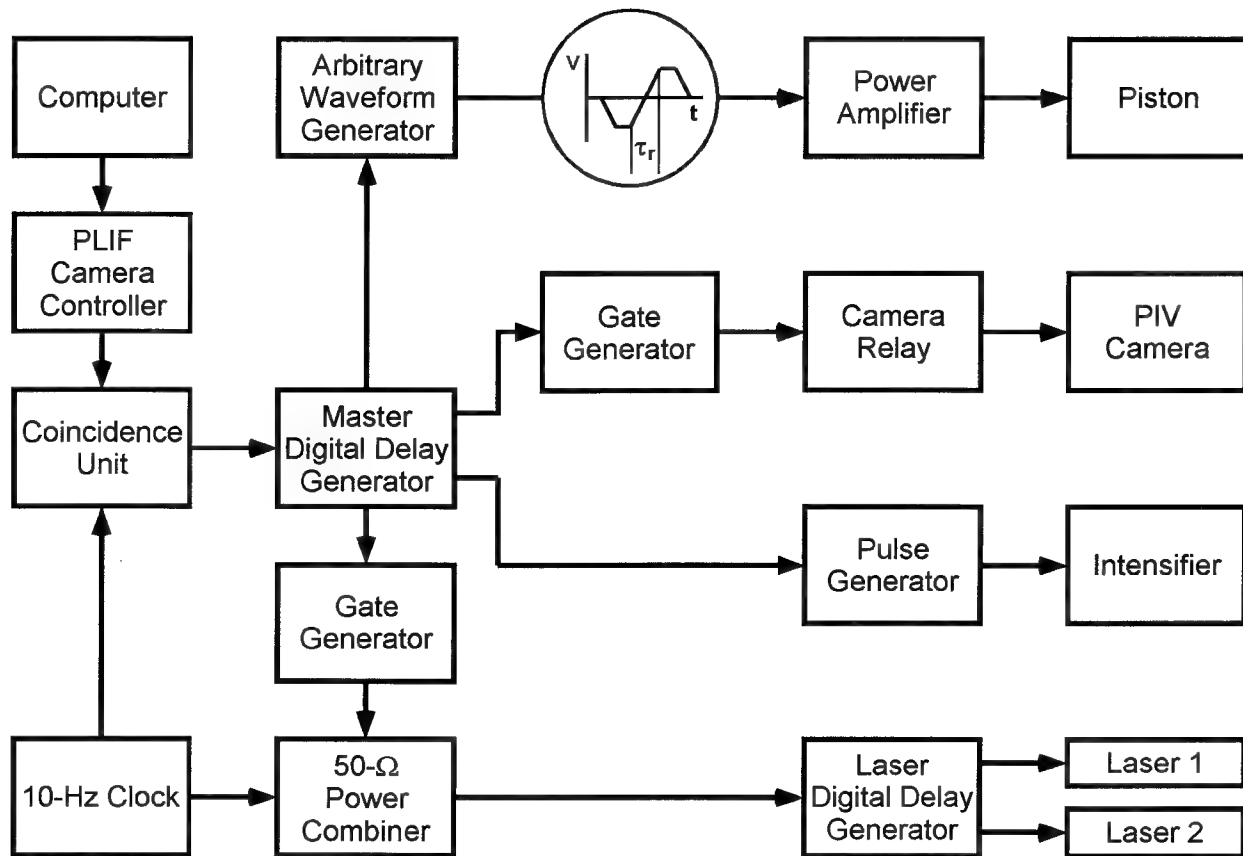 Computer
Arbitrary
Waveform
Generator
V
t
τr
Power
Amplifier
Piston
PLIF
Camera
Controller
Gate
Generator
Camera
Relay
PIV
Camera
Coincidence
Unit
Master
Digital Delay
Generator
Pulse
Generator
Intensifier
Gate
Generator
10-Hz Clock
50-Ω
Power
Combiner
Laser
Digital Delay
Generator
Laser 1
Laser 2